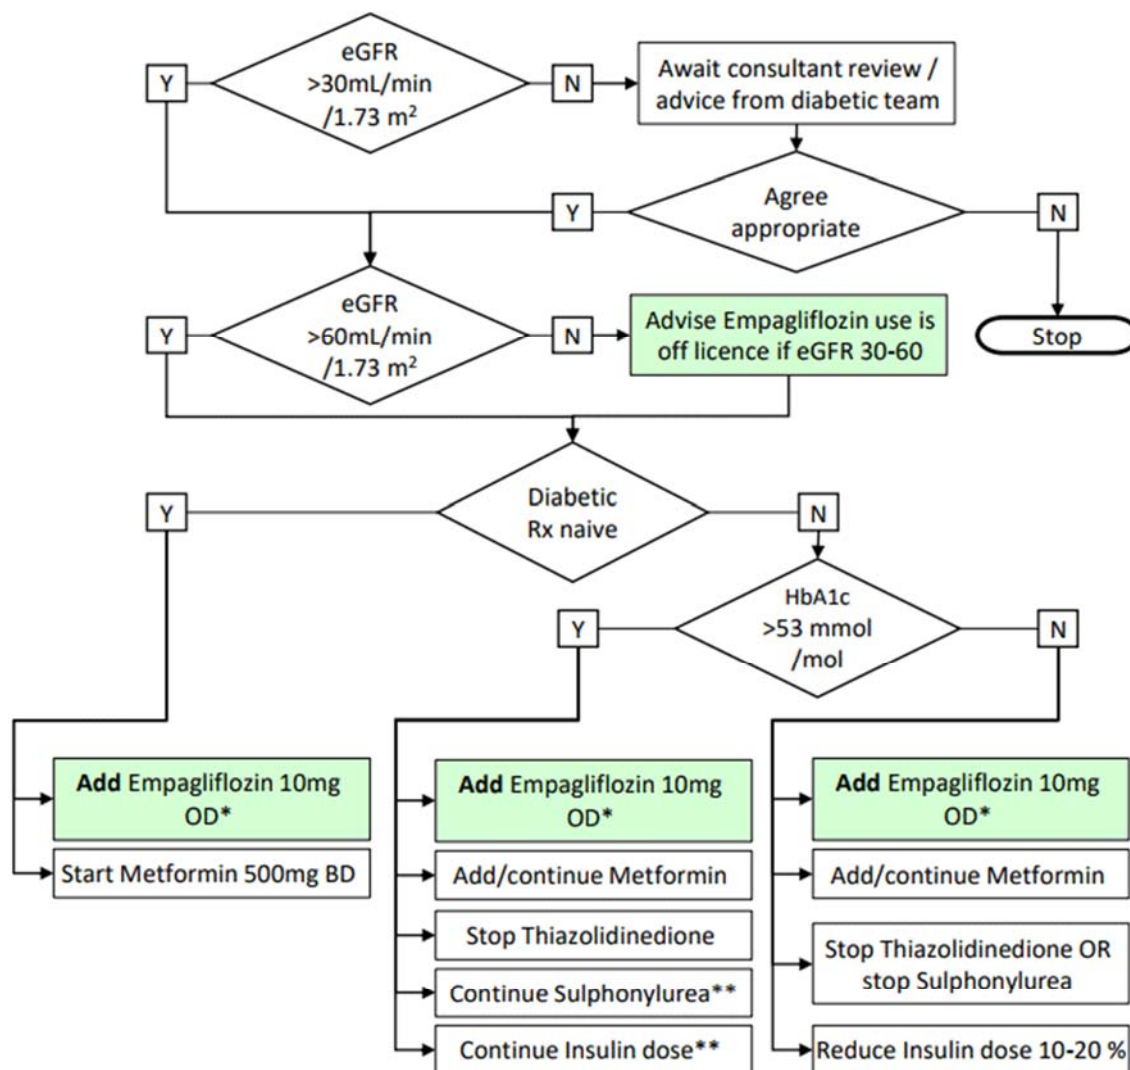 eGFR
>30mL/min
/1.73 m²
Y
N
Await consultant review /
advice from diabetic team
Agree
appropriate
Y
N
Stop
eGFR
>60mL/min
/1.73 m²
Y
N
Advise Empagliflozin use is
off licence if eGFR 30-60
Diabetic
Rx naive
Y
N
HbA1c
>53 mmol
/mol
Y
N
Add Empagliflozin 10mg
OD*
Start Metformin 500mg BD
Add Empagliflozin 10mg
OD*
Add/continue Metformin
Stop Thiazolidinedione
Continue Sulphonylurea**
Continue Insulin dose**
Add Empagliflozin 10mg
OD*
Add/continue Metformin
Stop Thiazolidinedione OR
stop Sulphonylurea
Reduce Insulin dose 10-20 %